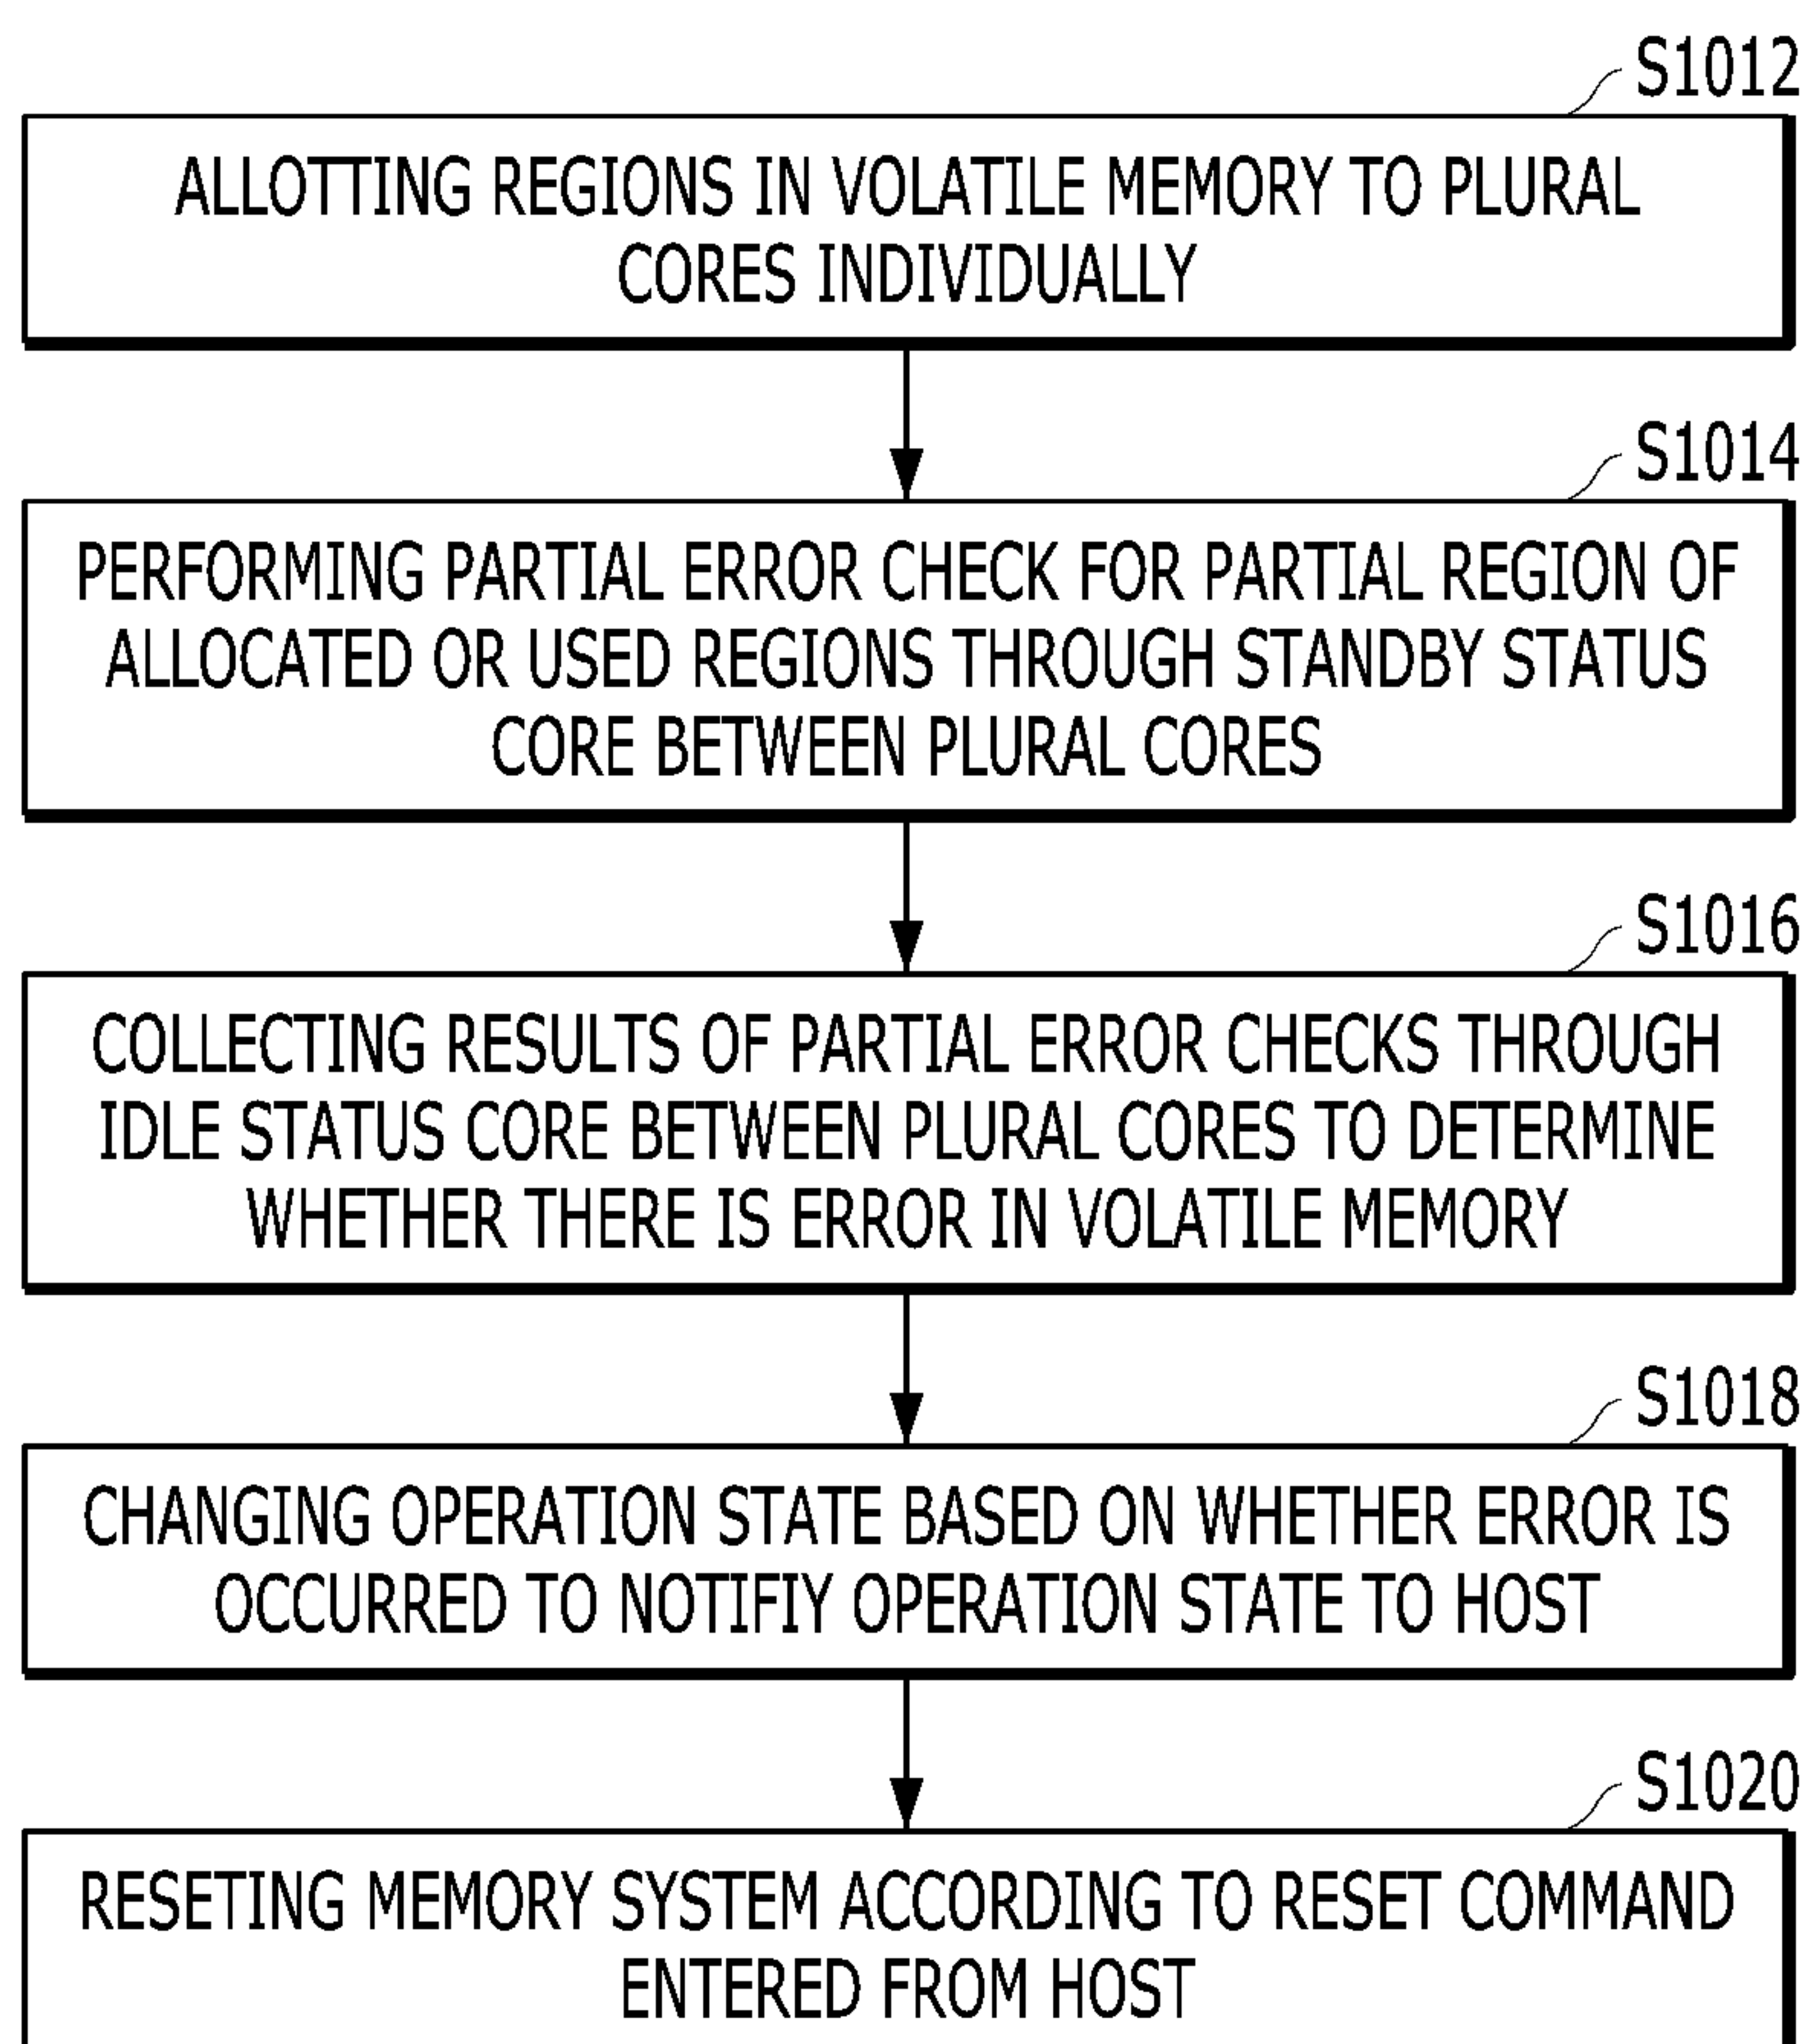 S1012
ALLOTTING REGIONS IN VOLATILE MEMORY TO PLURAL
CORES INDIVIDUALLY
S1014
PERFORMING PARTIAL ERROR CHECK FOR PARTIAL REGION OF
ALLOCATED OR USED REGIONS THROUGH STANDBY STATUS
CORE BETWEEN PLURAL CORES
S1016
COLLECTING RESULTS OF PARTIAL ERROR CHECKS THROUGH
IDLE STATUS CORE BETWEEN PLURAL CORES TO DETERMINE
WHETHER THERE IS ERROR IN VOLATILE MEMORY
S1018
CHANGING OPERATION STATE BASED ON WHETHER ERROR IS
OCCURRED TO NOTIFIY OPERATION STATE TO HOST
S1020
RESETING MEMORY SYSTEM ACCORDING TO RESET COMMAND
ENTERED FROM HOST